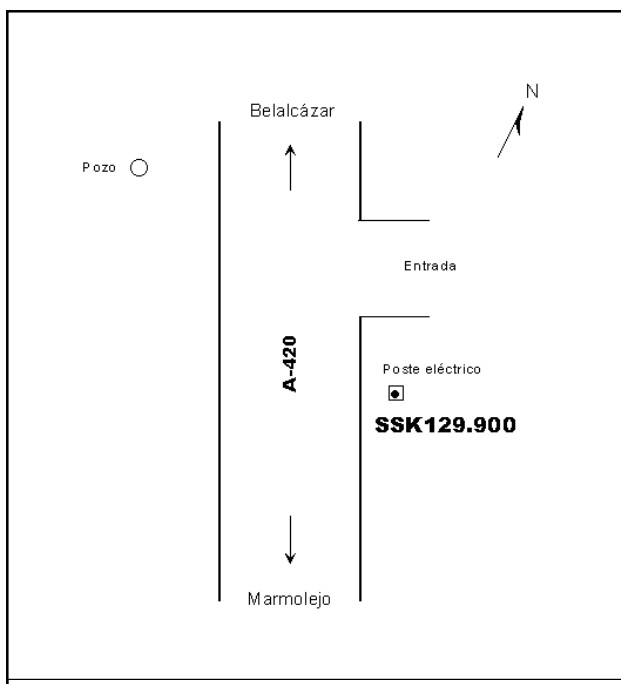 N
Belalcázar
Pozo
Entrada
A-420
Poste eléctrico
SSK129.900
Marmolejo